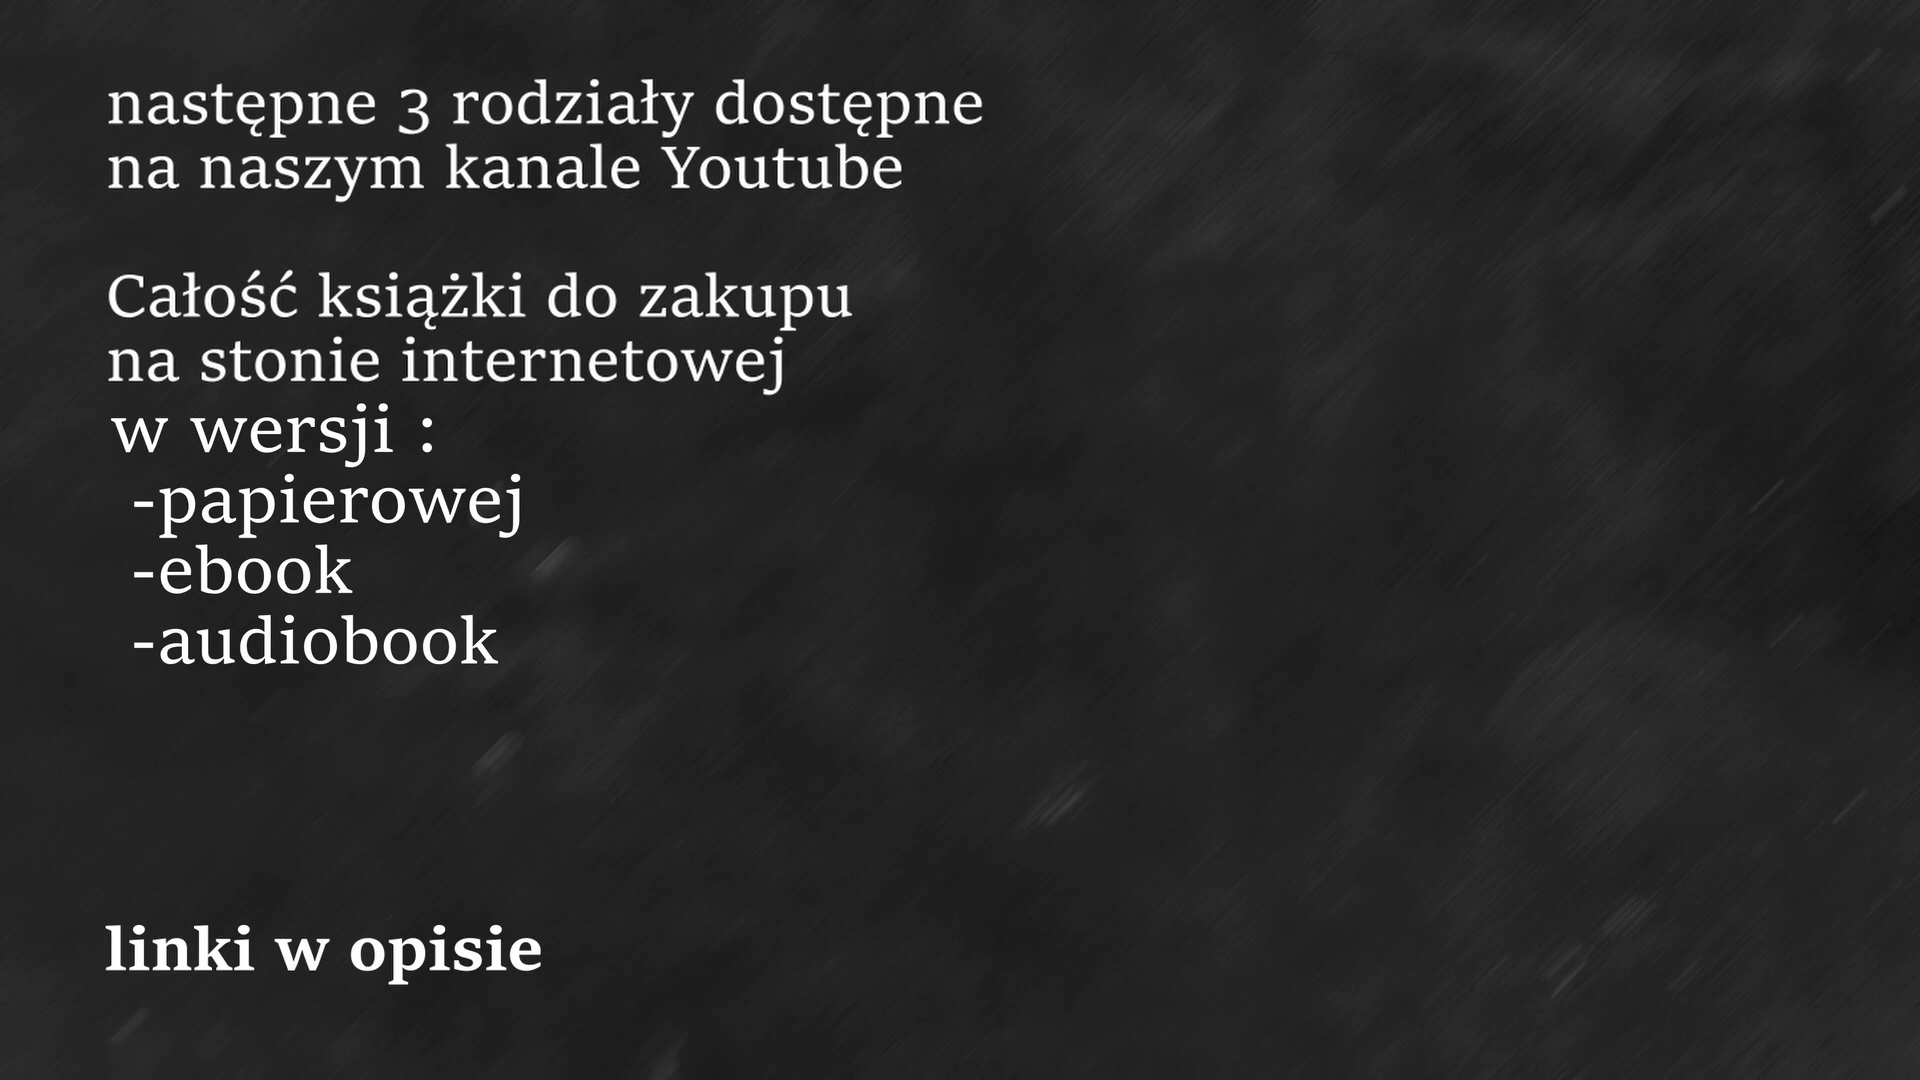 następne 3 rodziały dostępne
na naszym kanale Youtube
Całość książki do zakupu
na stonie internetowej
w wersji :
-papierowej
-ebook
-audiobook
linki w opisie